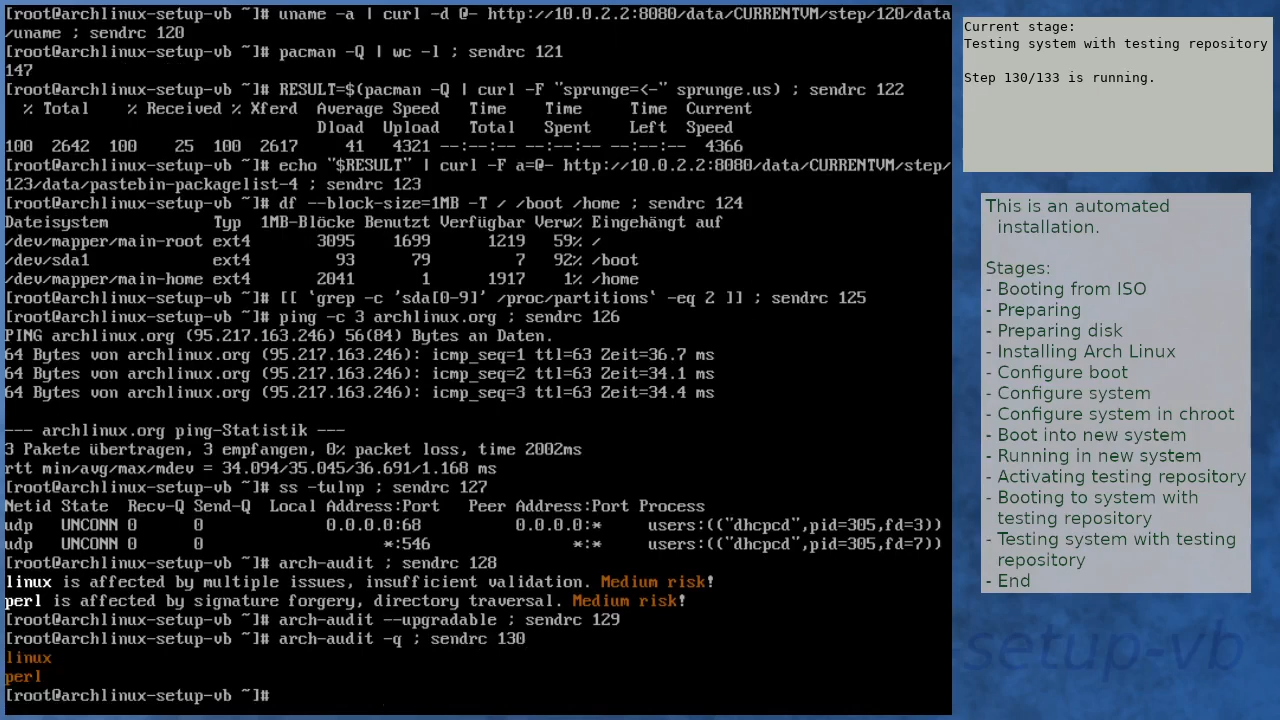 [root@archlinux-setup-vb ~]# uname -a | curl -d @- http://10.0.2.2:8080/data/CURRENTVM/step/120/data
/uname ; sendrc 120
[root@archlinux-setup-vb ~]# pacman -Q | wc -l ; sendrc 121
147
[root@archlinux-setup-vb ~]# RESULT=$(pacman -Q | curl -F "sprunge=<-" sprunge.us) ; sendrc 122
  % Total    % Received % Xferd  Average Speed   Time    Time     Time  Current
                                 Dload  Upload   Total   Spent    Left  Speed
100  2642  100    25  100  2617     41   4321 --:--:-- --:--:-- --:--:--  4366
[root@archlinux-setup-vb ~]# echo "$RESULT" | curl -F a=@- http://10.0.2.2:8080/data/CURRENTVM/step/
123/data/pastebin-packagelist-4 ; sendrc 123
[root@archlinux-setup-vb ~]# df --block-size=1MB -T / /boot /home ; sendrc 124
Dateisystem           Typ  1MB-Blöcke Benutzt Verfügbar Verw% Eingehängt auf
/dev/mapper/main-root ext4       3095    1699      1219   59% /
/dev/sda1             ext4         93      79         7   92% /boot
/dev/mapper/main-home ext4       2041       1      1917    1% /home
[root@archlinux-setup-vb ~]# [[ `grep -c 'sda[0-9]' /proc/partitions` -eq 2 ]] ; sendrc 125
[root@archlinux-setup-vb ~]# ping -c 3 archlinux.org ; sendrc 126
PING archlinux.org (95.217.163.246) 56(84) Bytes an Daten.
64 Bytes von archlinux.org (95.217.163.246): icmp_seq=1 ttl=63 Zeit=36.7 ms
64 Bytes von archlinux.org (95.217.163.246): icmp_seq=2 ttl=63 Zeit=34.1 ms
64 Bytes von archlinux.org (95.217.163.246): icmp_seq=3 ttl=63 Zeit=34.4 ms
--- archlinux.org ping-Statistik ---
3 Pakete übertragen, 3 empfangen, 0% packet loss, time 2002ms
rtt min/avg/max/mdev = 34.094/35.045/36.691/1.168 ms
[root@archlinux-setup-vb ~]# ss -tulnp ; sendrc 127
Netid State  Recv-Q Send-Q  Local Address:Port   Peer Address:Port Process
udp   UNCONN 0      0             0.0.0.0:68          0.0.0.0:*     users:(("dhcpcd",pid=305,fd=3))
udp   UNCONN 0      0                   *:546               *:*     users:(("dhcpcd",pid=305,fd=7))
[root@archlinux-setup-vb ~]# arch-audit ; sendrc 128
linux is affected by multiple issues, insufficient validation. Medium risk!
perl is affected by signature forgery, directory traversal. Medium risk!
[root@archlinux-setup-vb ~]# arch-audit --upgradable ; sendrc 129
[root@archlinux-setup-vb ~]# arch-audit -q ; sendrc 130
linux
perl
[root@archlinux-setup-vb ~]#
Current stage:
Testing system with testing repository
Step 130/133 is running.
This is an automated
installation.
Stages:
- Booting from ISO
- Preparing
- Preparing disk
- Installing Arch Linux
- Configure boot
- Configure system
- Configure system in chroot
- Boot into new system
- Running in new system
- Activating testing repository
- Booting to system with
testing repository
- Testing system with testing
repository
- End
setup-vb